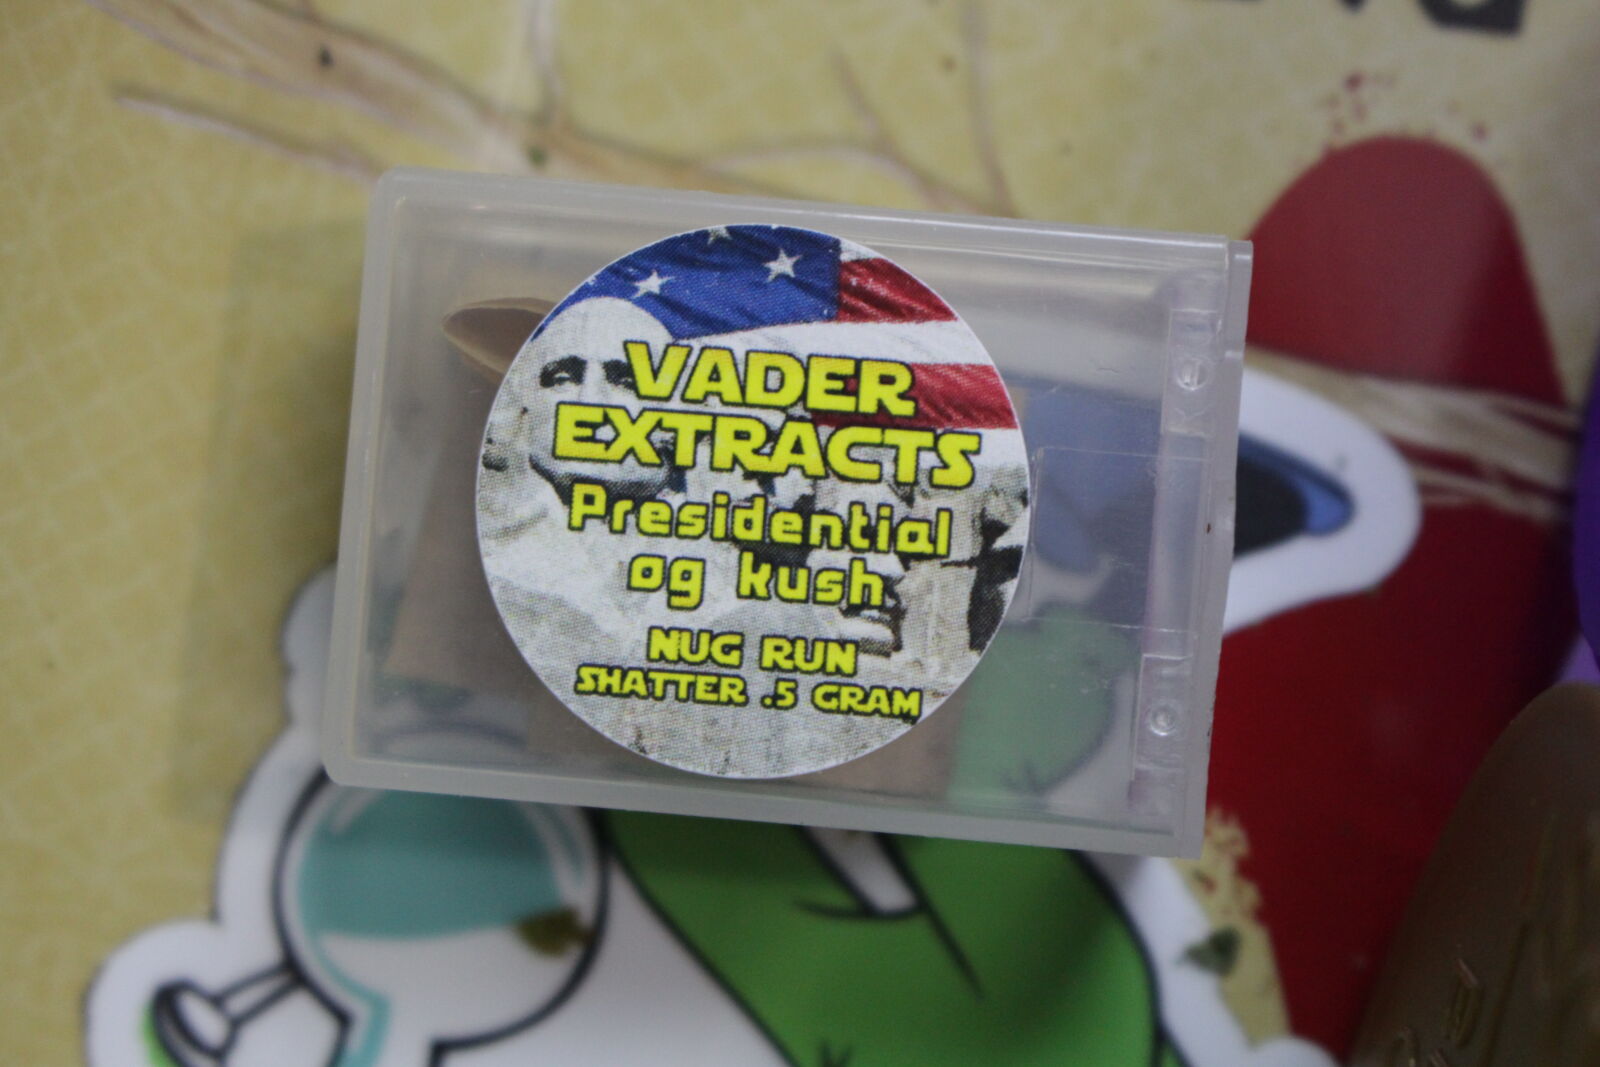 VADER
EXTRACTS
Presidential
og kush
NUG RUN
SHATTER .5 GRAM